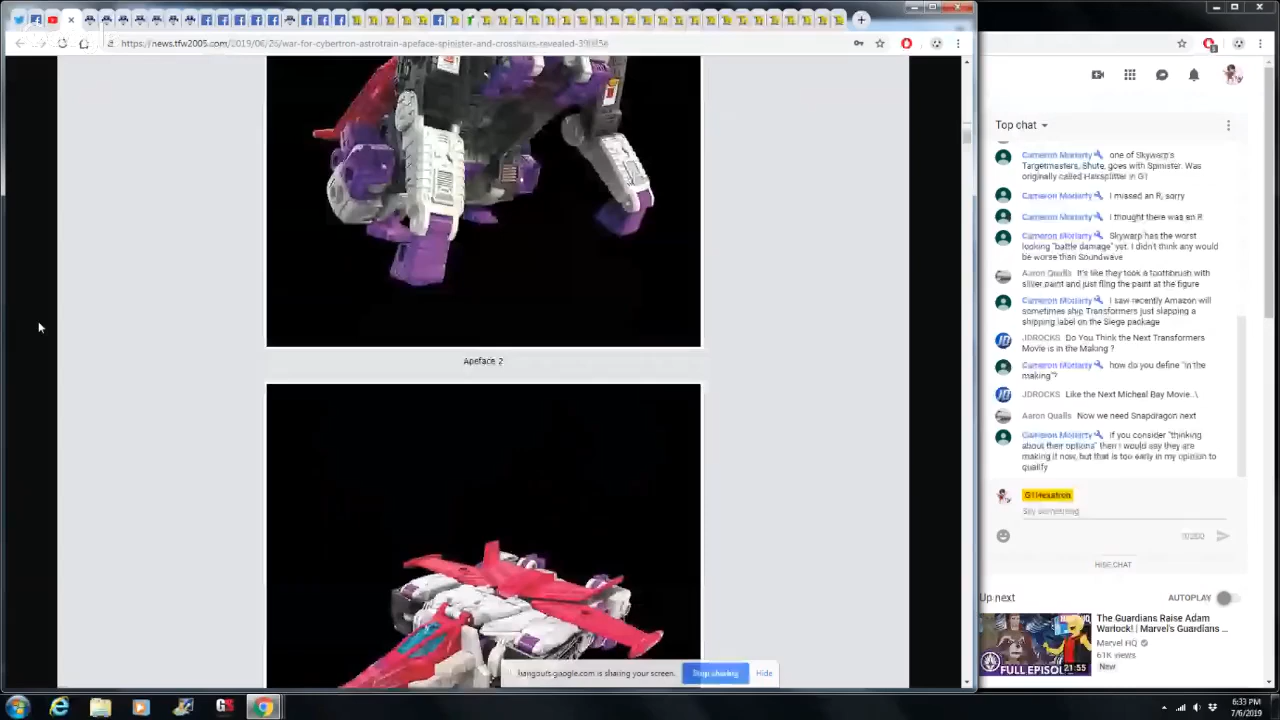 https://news.tfw2005.com/2019/06/26/war-for-cybertron-astrotrain-apeface-spinister-and-crosshairs-revealed-
Apeface 2
hangouts.google.com is sharing your screen.
Stop sharing
Hide
Top chat
Cameron Moriarty one of Skywarp's
Targetmasters, Shute, goes with Spinister. Was
originally called Hairsplitter in G1
Cameron Moriarty I missed an R, sorry
Cameron Moriarty I thought there was an R
Cameron Moriarty Skywarp has the worst
looking "battle damage" yet. I didn't think any would
be worse than Soundwave
Aaron Qualls It's like they took a toothbrush with
silver paint and just fling the paint at the figure
Cameron Moriarty I saw recently Amazon will
sometimes ship Transformers just slapping a
shipping label on the Siege package
JDROCKS Do You Think the Next Transformers
Movie is in the Making ?
Cameron Moriarty how do you define "in the
making"?
JDROCKS Like the Next Micheal Bay Movie..\
Aaron Qualls Now we need Snapdragon next
Cameron Moriarty If you consider "thinking
about their options" then I would say they are
making it now, but that is too early in my opinion to
qualify
Say something
HIDE CHAT
Up next
AUTOPLAY
The Guardians Raise Adam
Warlock! | Marvel's Guardians ...
Marvel HQ
61K views
New
FULL EPISO
21:55
6:33 PM
7/6/2019